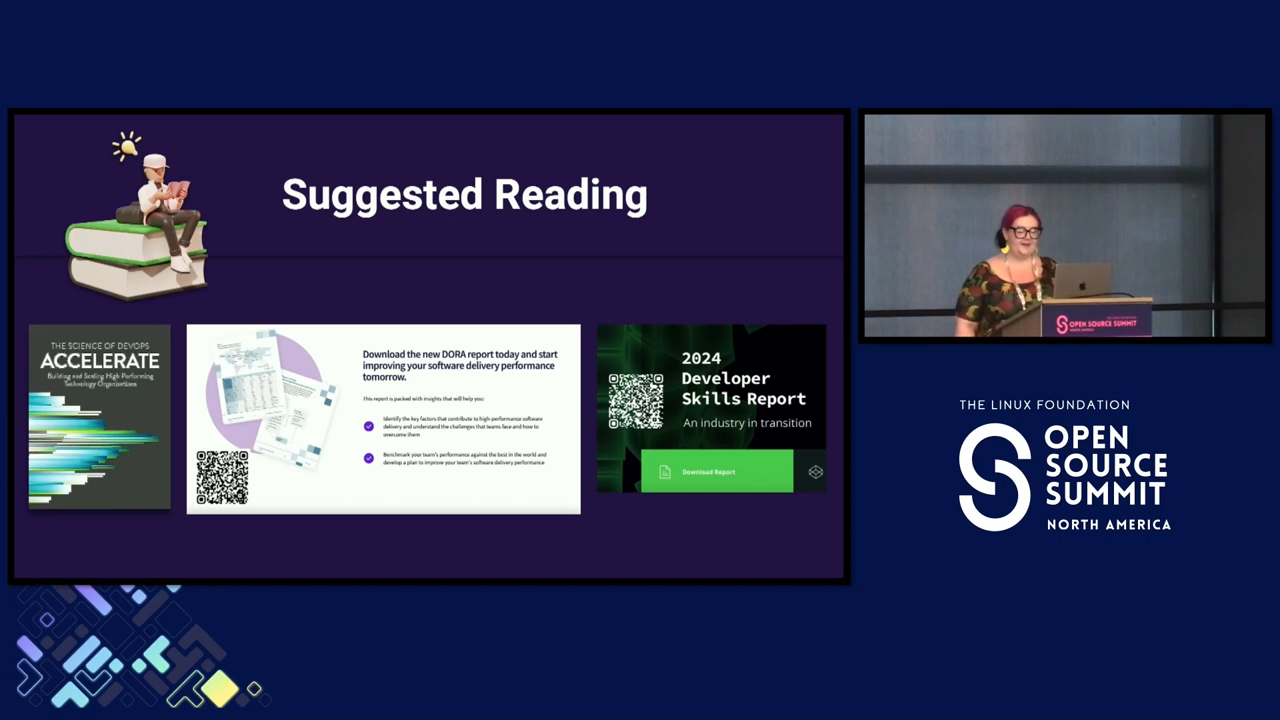 Suggested Reading
THE SCIENCE OF DEVOPS
ACCELERATE
Building and Scaling High Performing
Technology Organizations
Download the new DORA report today and start
improving your software delivery performance
tomorrow.
This report is packed with insights that will help you:
Identify the key factors that contribute to high-performance software
delivery and understand the challenges that teams face and how to
overcome them
Benchmark your team's performance against the best in the world and
develop a plan to improve your team's software delivery performance
2024
Developer
Skills Report
An industry in transition
Download Report
OPEN SOURCE SUMMIT
THE LINUX FOUNDATION
OPEN
SOURCE
SUMMIT
NORTH AMERICA